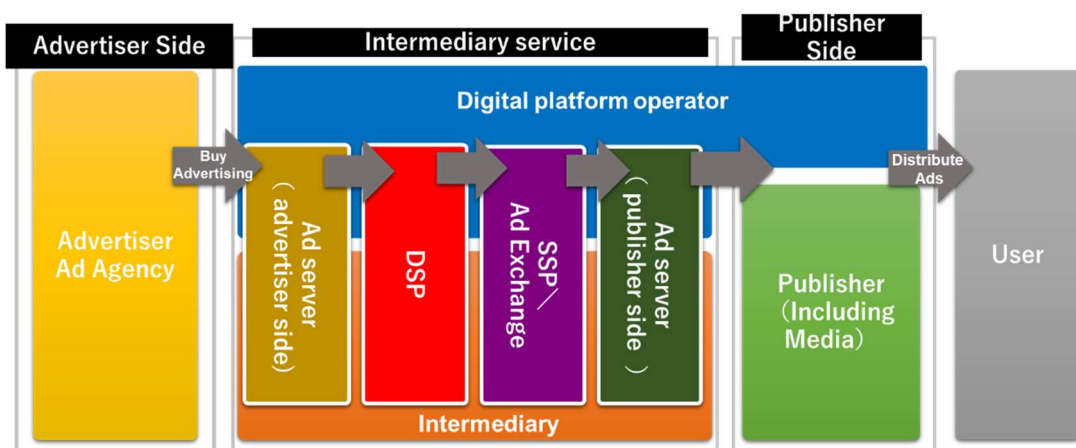 Advertiser Side
Intermediary service
Publisher
Side
Digital platform operator
Buy
Advertising
Distribute
Ads
Advertiser
Ad Agency
Ad server
（advertiser side)
DSP
SSP／
Ad Exchange
Ad server
（publisher side）
Publisher
（Including
Media）
User
Intermediary